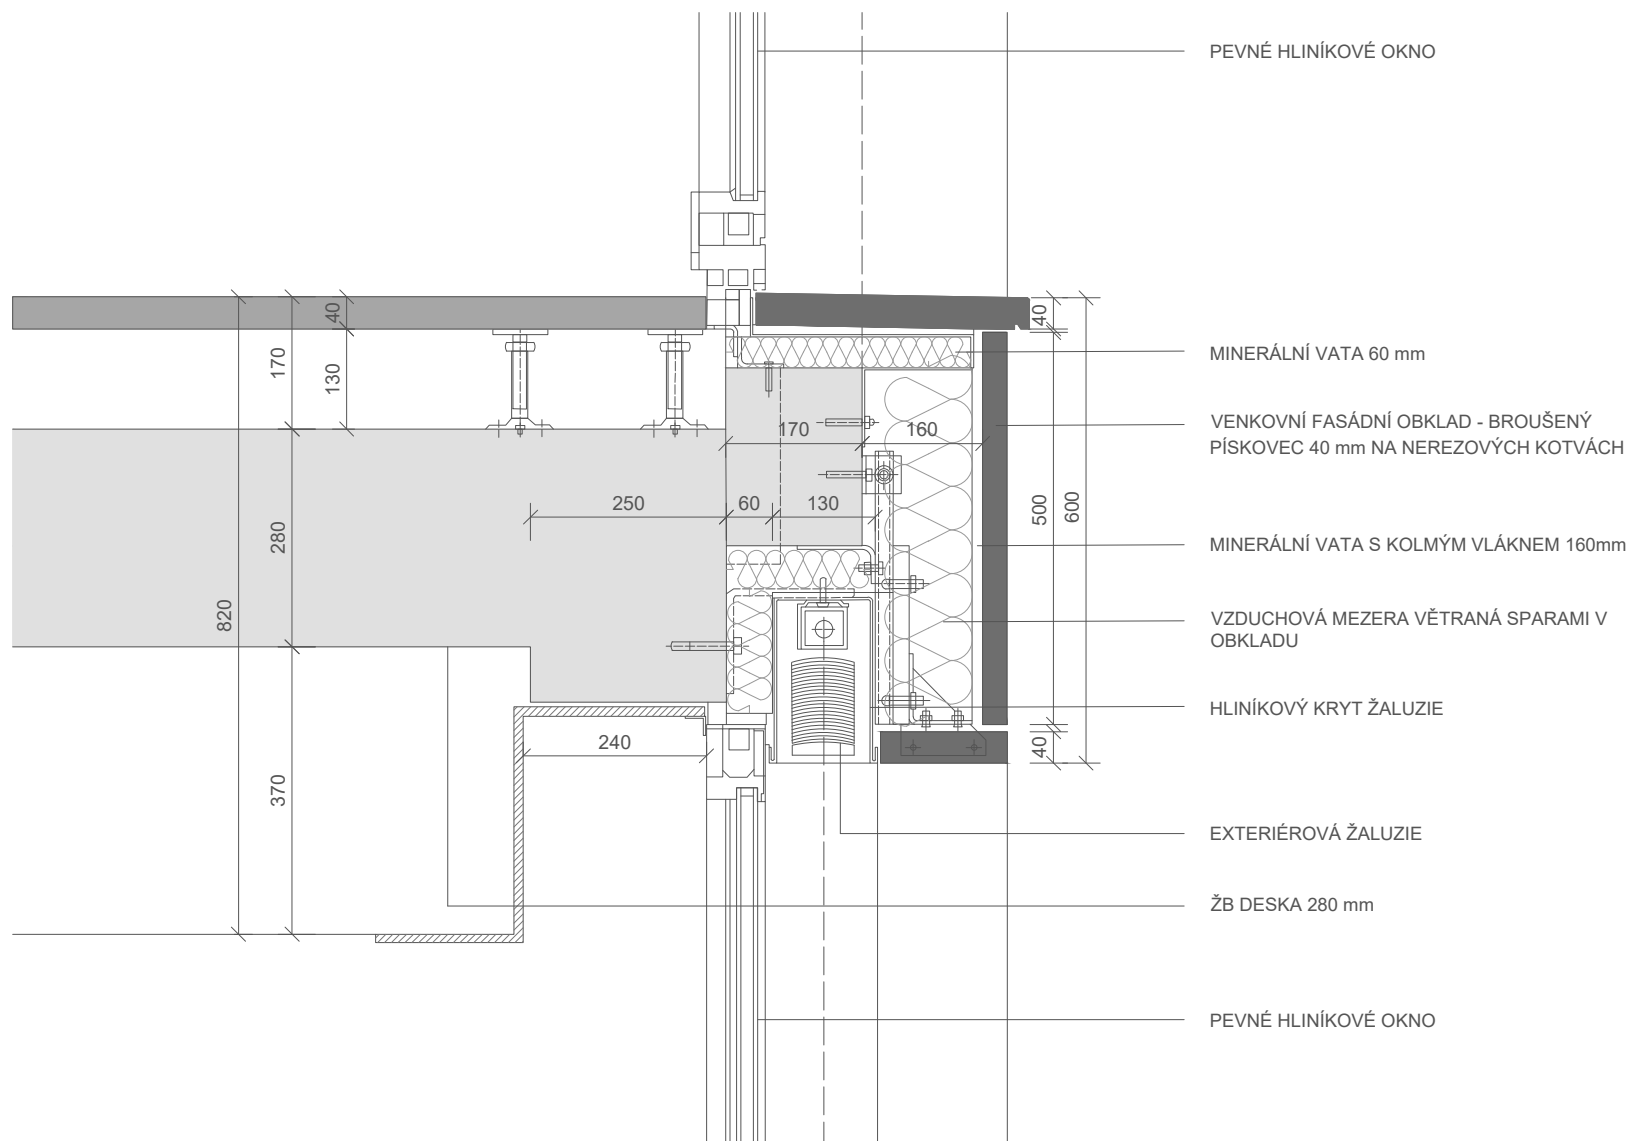 PEVNÉ HLINÍKOVÉ OKNO
40
40
170
130
MINERÁLNÍ VATA 60 mm
VENKOVNÍ FASÁDNÍ OBKLAD - BROUŠENÝ
PÍSKOVEC 40 mm NA NEREZOVÝCH KOTVÁCH
170
160
250
60
130
500
600
280
MINERÁLNÍ VATA S KOLMÝM VLÁKNEM 160mm
820
VZDUCHOVÁ MEZERA VĚTRANÁ SPARAMI V
OBKLADU
HLINÍKOVÝ KRYT ŽALUZIE
240
40
370
EXTERIÉROVÁ ŽALUZIE
ŽB DESKA 280 mm
PEVNÉ HLINÍKOVÉ OKNO